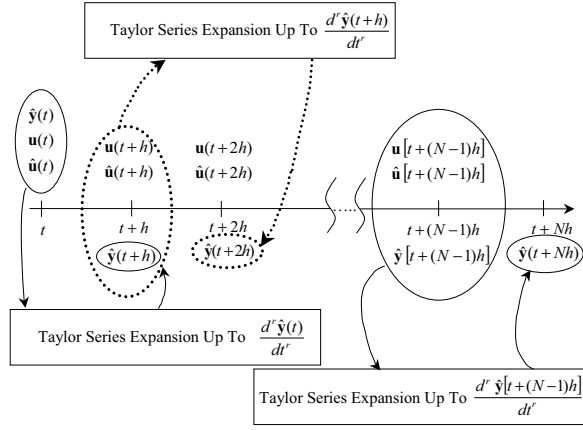 Taylor Series Expansion Up To d^r ŷ(t+h) / dt^r
ŷ(t)
u(t)
û(t)
u(t+h)
û(t+h)
u(t+2h)
û(t+2h)
u[t+(N−1)h]
û[t+(N−1)h]
t
t+h
t+2h
t+(N−1)h
t+Nh
ŷ(t+h)
ŷ(t+2h)
ŷ[t+(N−1)h]
ŷ(t+Nh)
Taylor Series Expansion Up To d^r ŷ(t) / dt^r
Taylor Series Expansion Up To d^r ŷ[t+(N−1)h] / dt^r